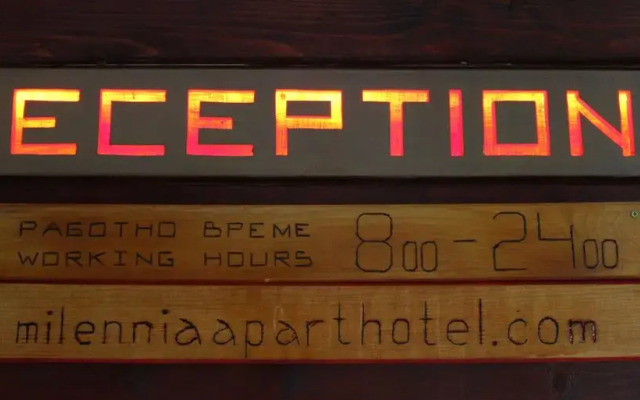 ECEPTION
РАБОТНО ВРЕМЕ
WORKING HOURS
800 - 2400
milenniaaparthotel.com